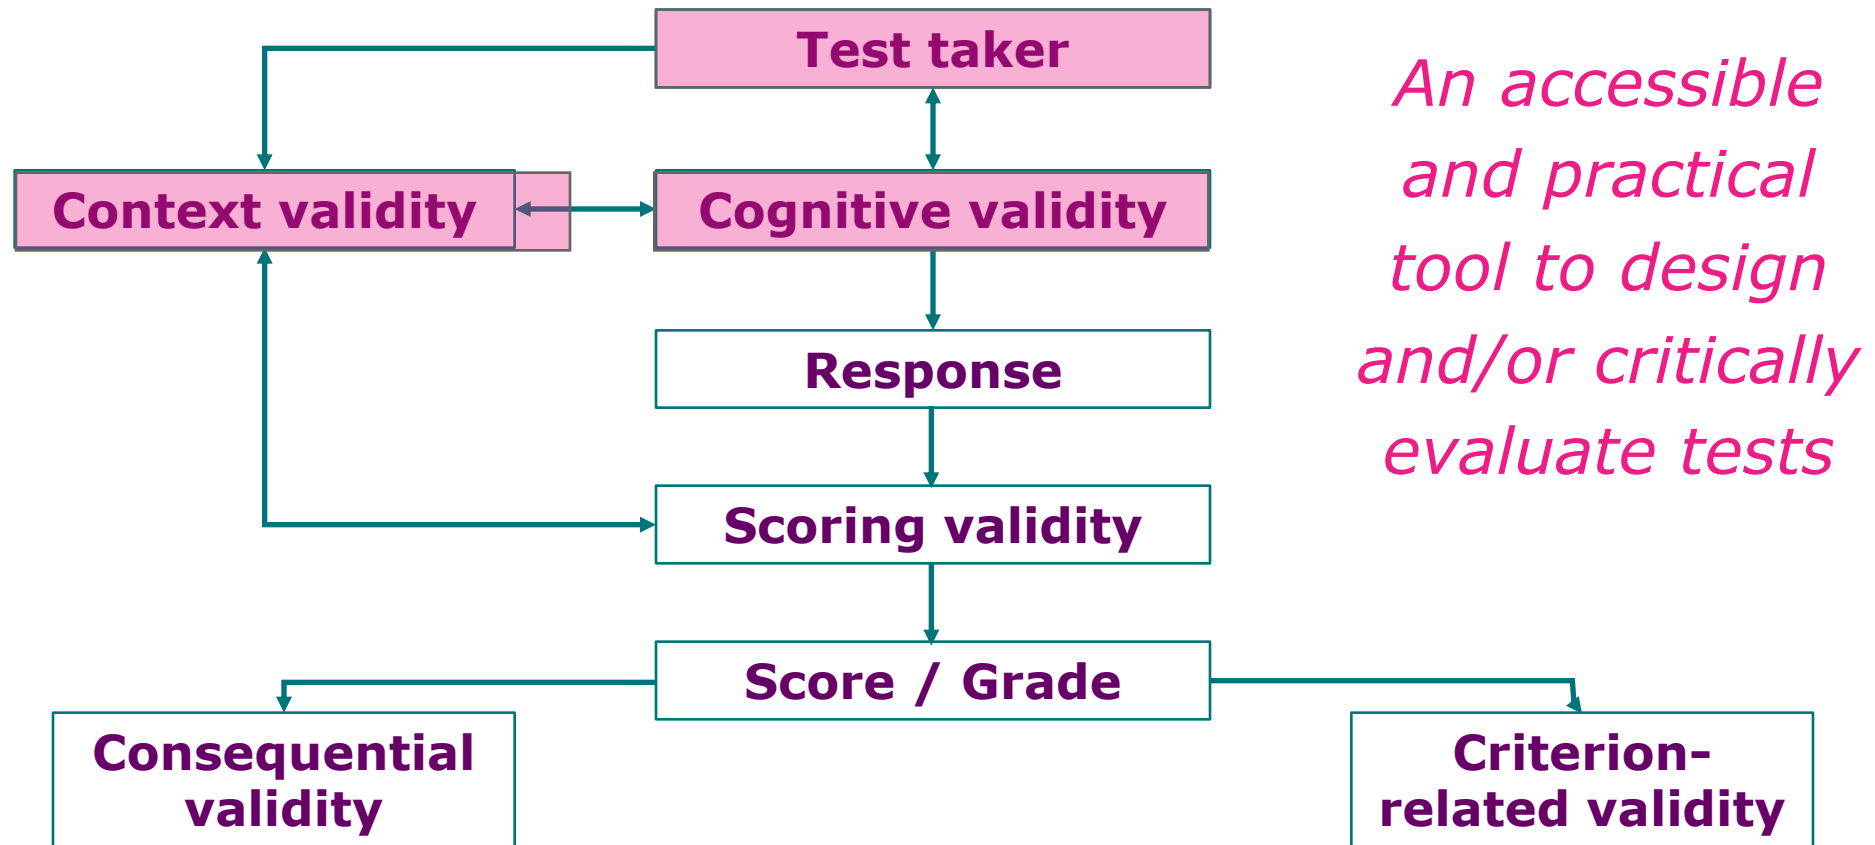 Test taker
An accessible
and practical
tool to design
and/or critically
evaluate tests
Context validity
Cognitive validity
Response
Scoring validity
Score / Grade
Consequential
validity
Criterion-
related validity